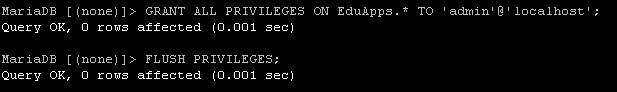 MariaDB [(none)]> GRANT ALL PRIVILEGES ON EduApps.* TO 'admin'@'localhost';
Query OK, 0 rows affected (0.001 sec)
MariaDB [(none)]> FLUSH PRIVILEGES;
Query OK, 0 rows affected (0.001 sec)